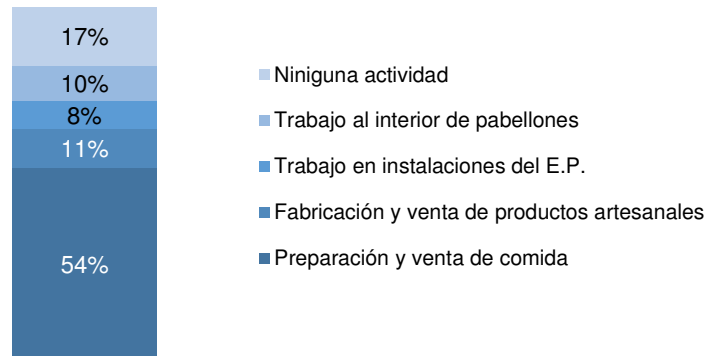 17%
10%
8%
11%
54%
Niniguna actividad
Trabajo al interior de pabellones
Trabajo en instalaciones del E.P.
Fabricación y venta de productos artesanales
Preparación y venta de comida